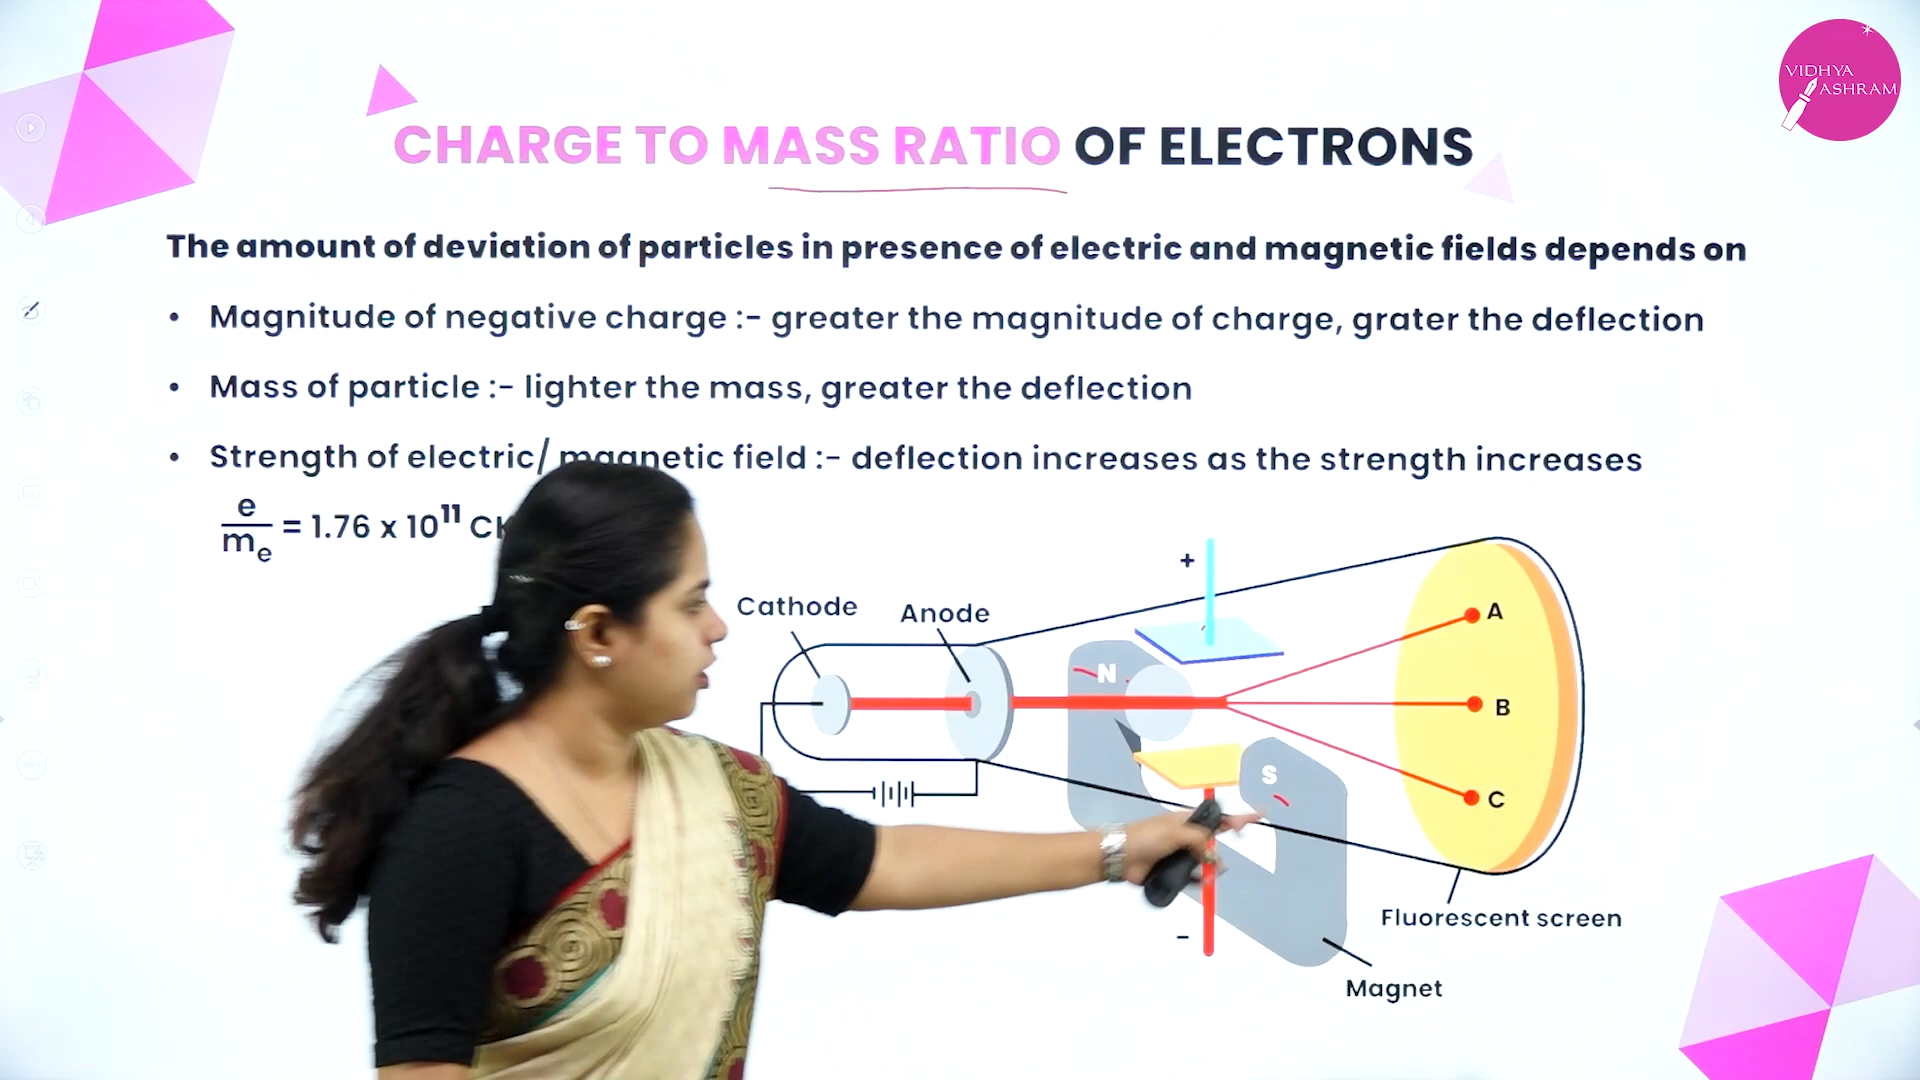 VIDHYA
ASHRAM
CHARGE TO MASS RATIO OF ELECTRONS
The amount of deviation of particles in presence of electric and magnetic fields depends on
• Magnitude of negative charge :- greater the magnitude of charge, grater the deflection
• Mass of particle :- lighter the mass, greater the deflection
• Strength of electric/ magnetic field :- deflection increases as the strength increases
e
— = 1.76 x 10¹¹
mₑ
+
Cathode
Anode
A
N
B
S
C
Fluorescent screen
-
Magnet